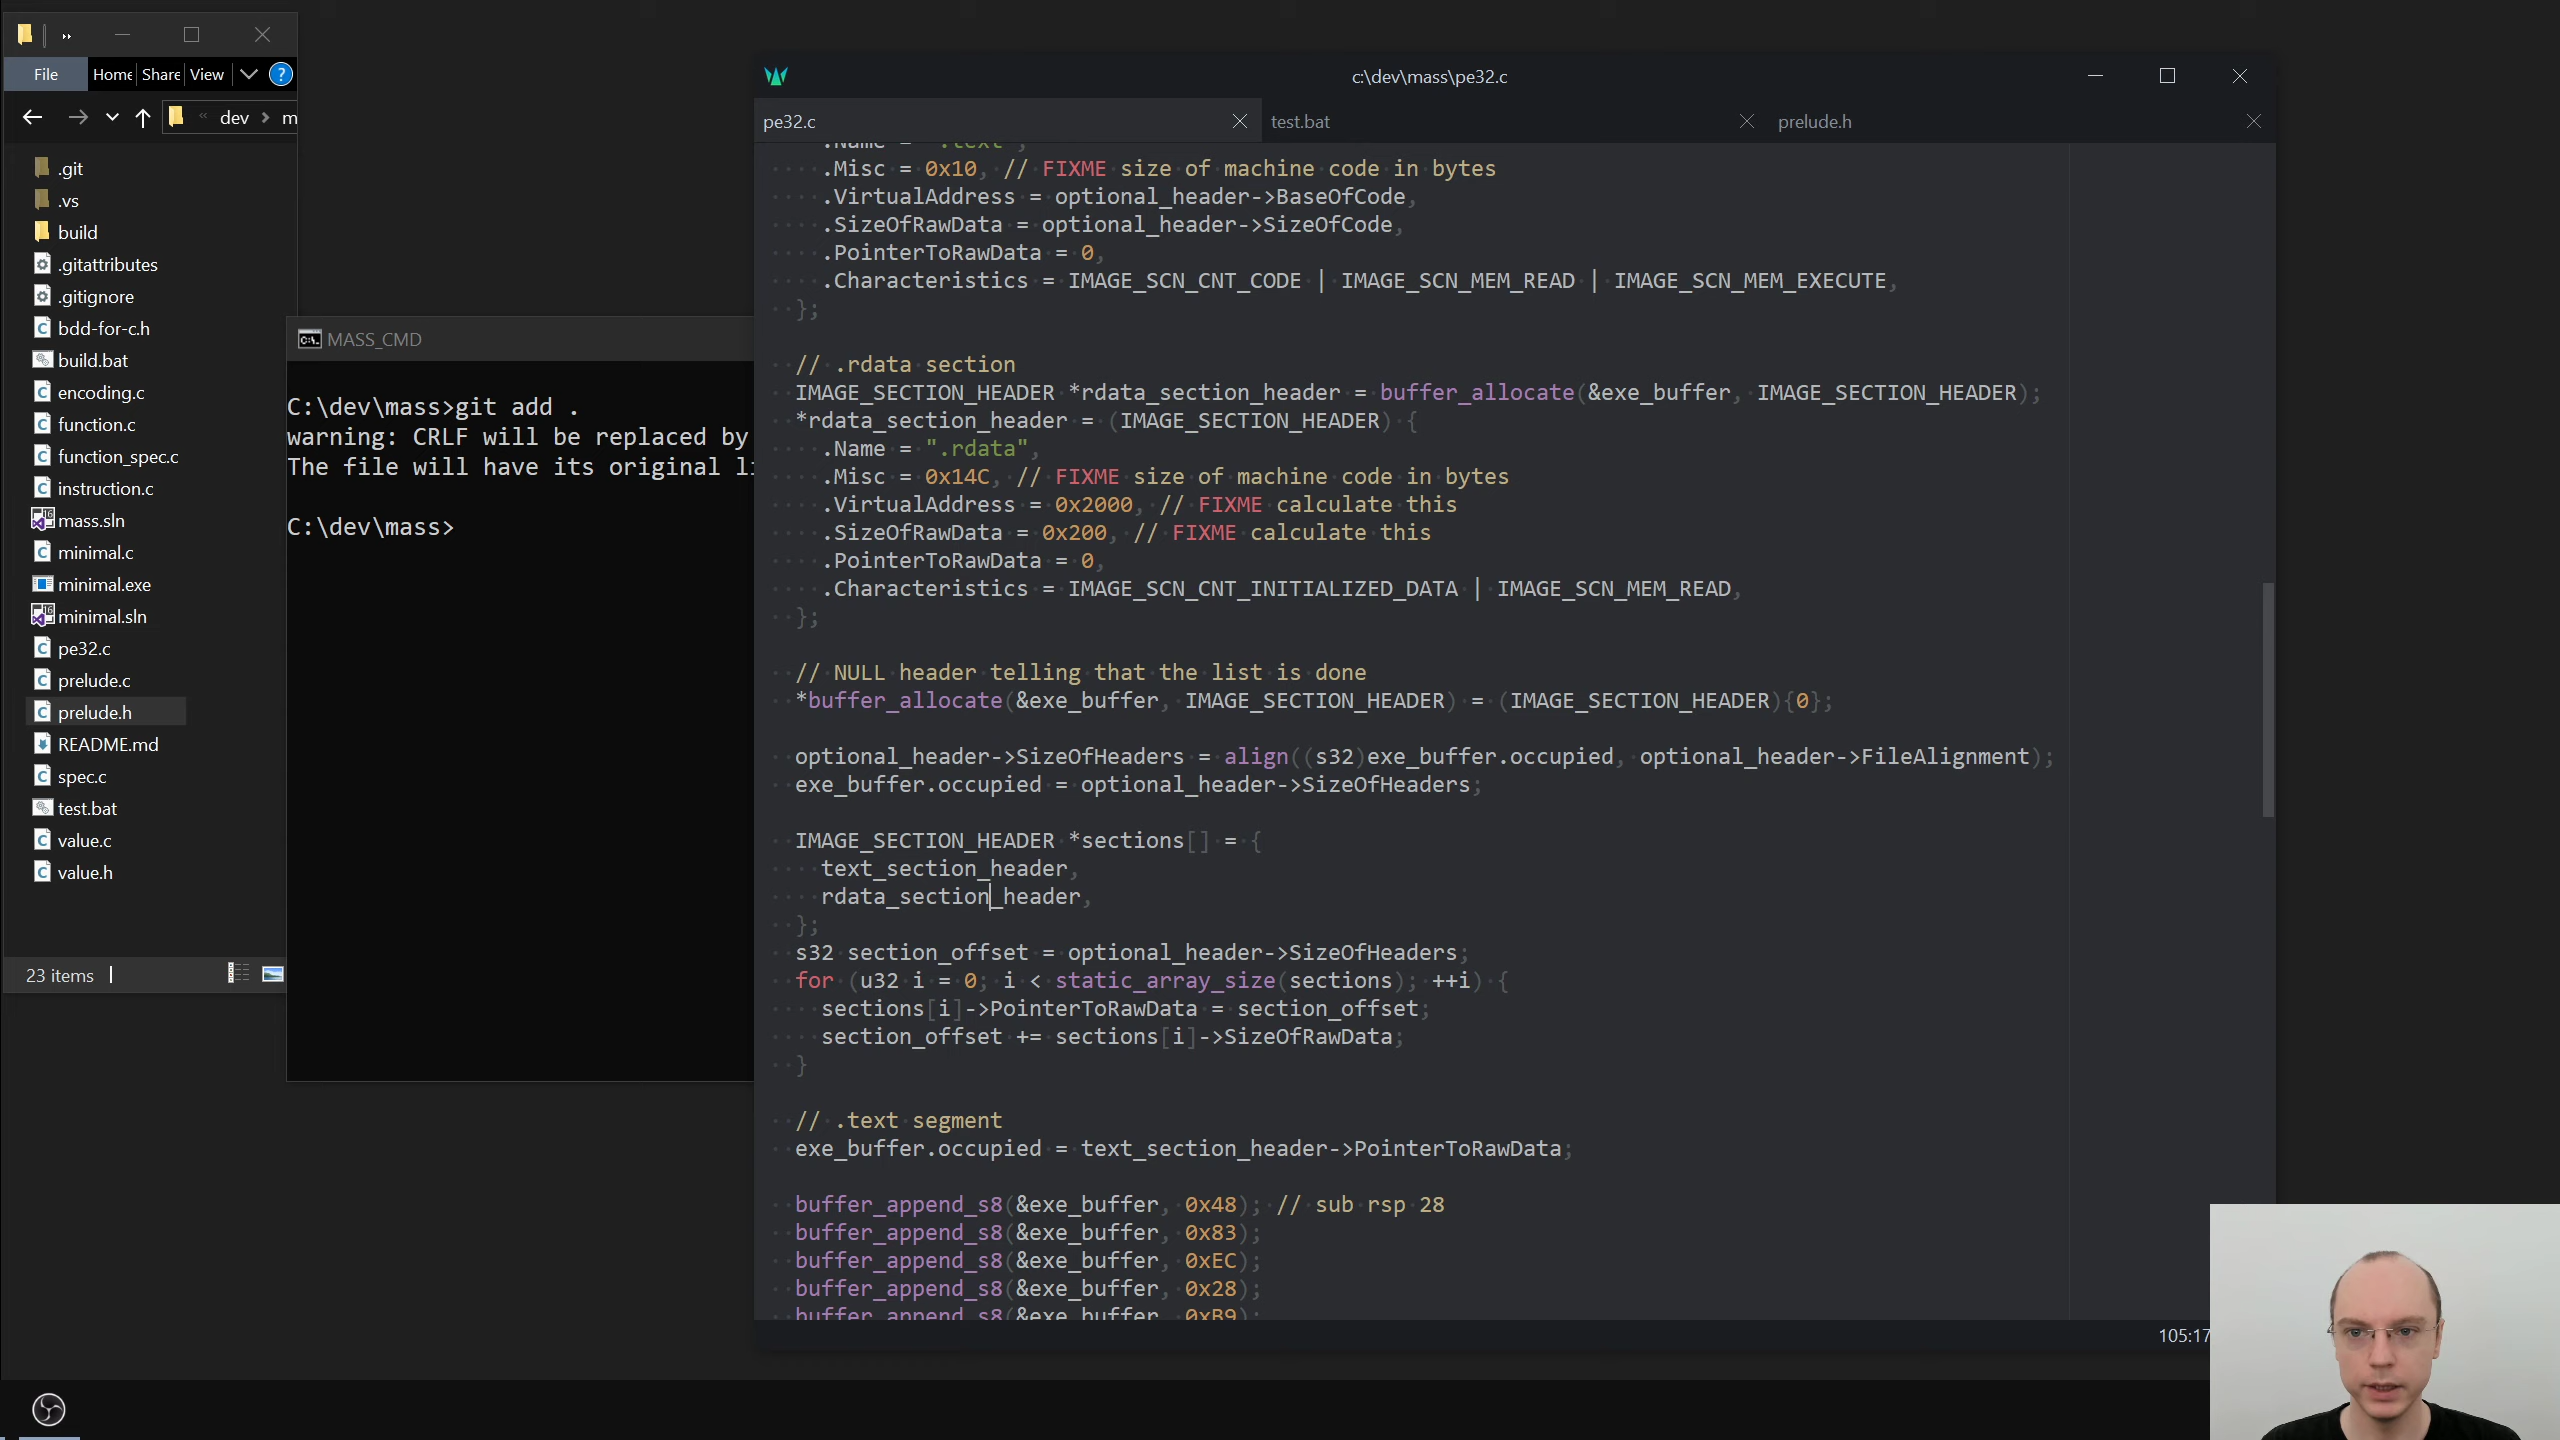 File Home Share View
dev > m
.git
.vs
build
.gitattributes
.gitignore
bdd-for-c.h
build.bat
encoding.c
function.c
function_spec.c
instruction.c
mass.sln
minimal.c
minimal.exe
minimal.sln
pe32.c
prelude.c
prelude.h
README.md
spec.c
test.bat
value.c
value.h
23 items
MASS_CMD
C:\dev\mass>git add .
warning: CRLF will be replaced by
The file will have its original li
C:\dev\mass>
c:\dev\mass\pe32.c
pe32.c test.bat prelude.h
.Name = ".text",
.Misc = 0x10, // FIXME size of machine code in bytes
.VirtualAddress = optional_header->BaseOfCode,
.SizeOfRawData = optional_header->SizeOfCode,
.PointerToRawData = 0,
.Characteristics = IMAGE_SCN_CNT_CODE | IMAGE_SCN_MEM_READ | IMAGE_SCN_MEM_EXECUTE,
};
// .rdata section
IMAGE_SECTION_HEADER *rdata_section_header = buffer_allocate(&exe_buffer, IMAGE_SECTION_HEADER);
*rdata_section_header = (IMAGE_SECTION_HEADER) {
.Name = ".rdata",
.Misc = 0x14C, // FIXME size of machine code in bytes
.VirtualAddress = 0x2000, // FIXME calculate this
.SizeOfRawData = 0x200, // FIXME calculate this
.PointerToRawData = 0,
.Characteristics = IMAGE_SCN_CNT_INITIALIZED_DATA | IMAGE_SCN_MEM_READ,
};
// NULL header telling that the list is done
*buffer_allocate(&exe_buffer, IMAGE_SECTION_HEADER) = (IMAGE_SECTION_HEADER){0};
optional_header->SizeOfHeaders = align((s32)exe_buffer.occupied, optional_header->FileAlignment);
exe_buffer.occupied = optional_header->SizeOfHeaders;
IMAGE_SECTION_HEADER *sections[] = {
text_section_header,
rdata_section_header,
};
s32 section_offset = optional_header->SizeOfHeaders;
for (u32 i = 0; i < static_array_size(sections); ++i) {
sections[i]->PointerToRawData = section_offset;
section_offset += sections[i]->SizeOfRawData;
}
// .text segment
exe_buffer.occupied = text_section_header->PointerToRawData;
buffer_append_s8(&exe_buffer, 0x48); // sub rsp 28
buffer_append_s8(&exe_buffer, 0x83);
buffer_append_s8(&exe_buffer, 0xEC);
buffer_append_s8(&exe_buffer, 0x28);
buffer_append_s8(&exe_buffer, 0xB9);
105:17